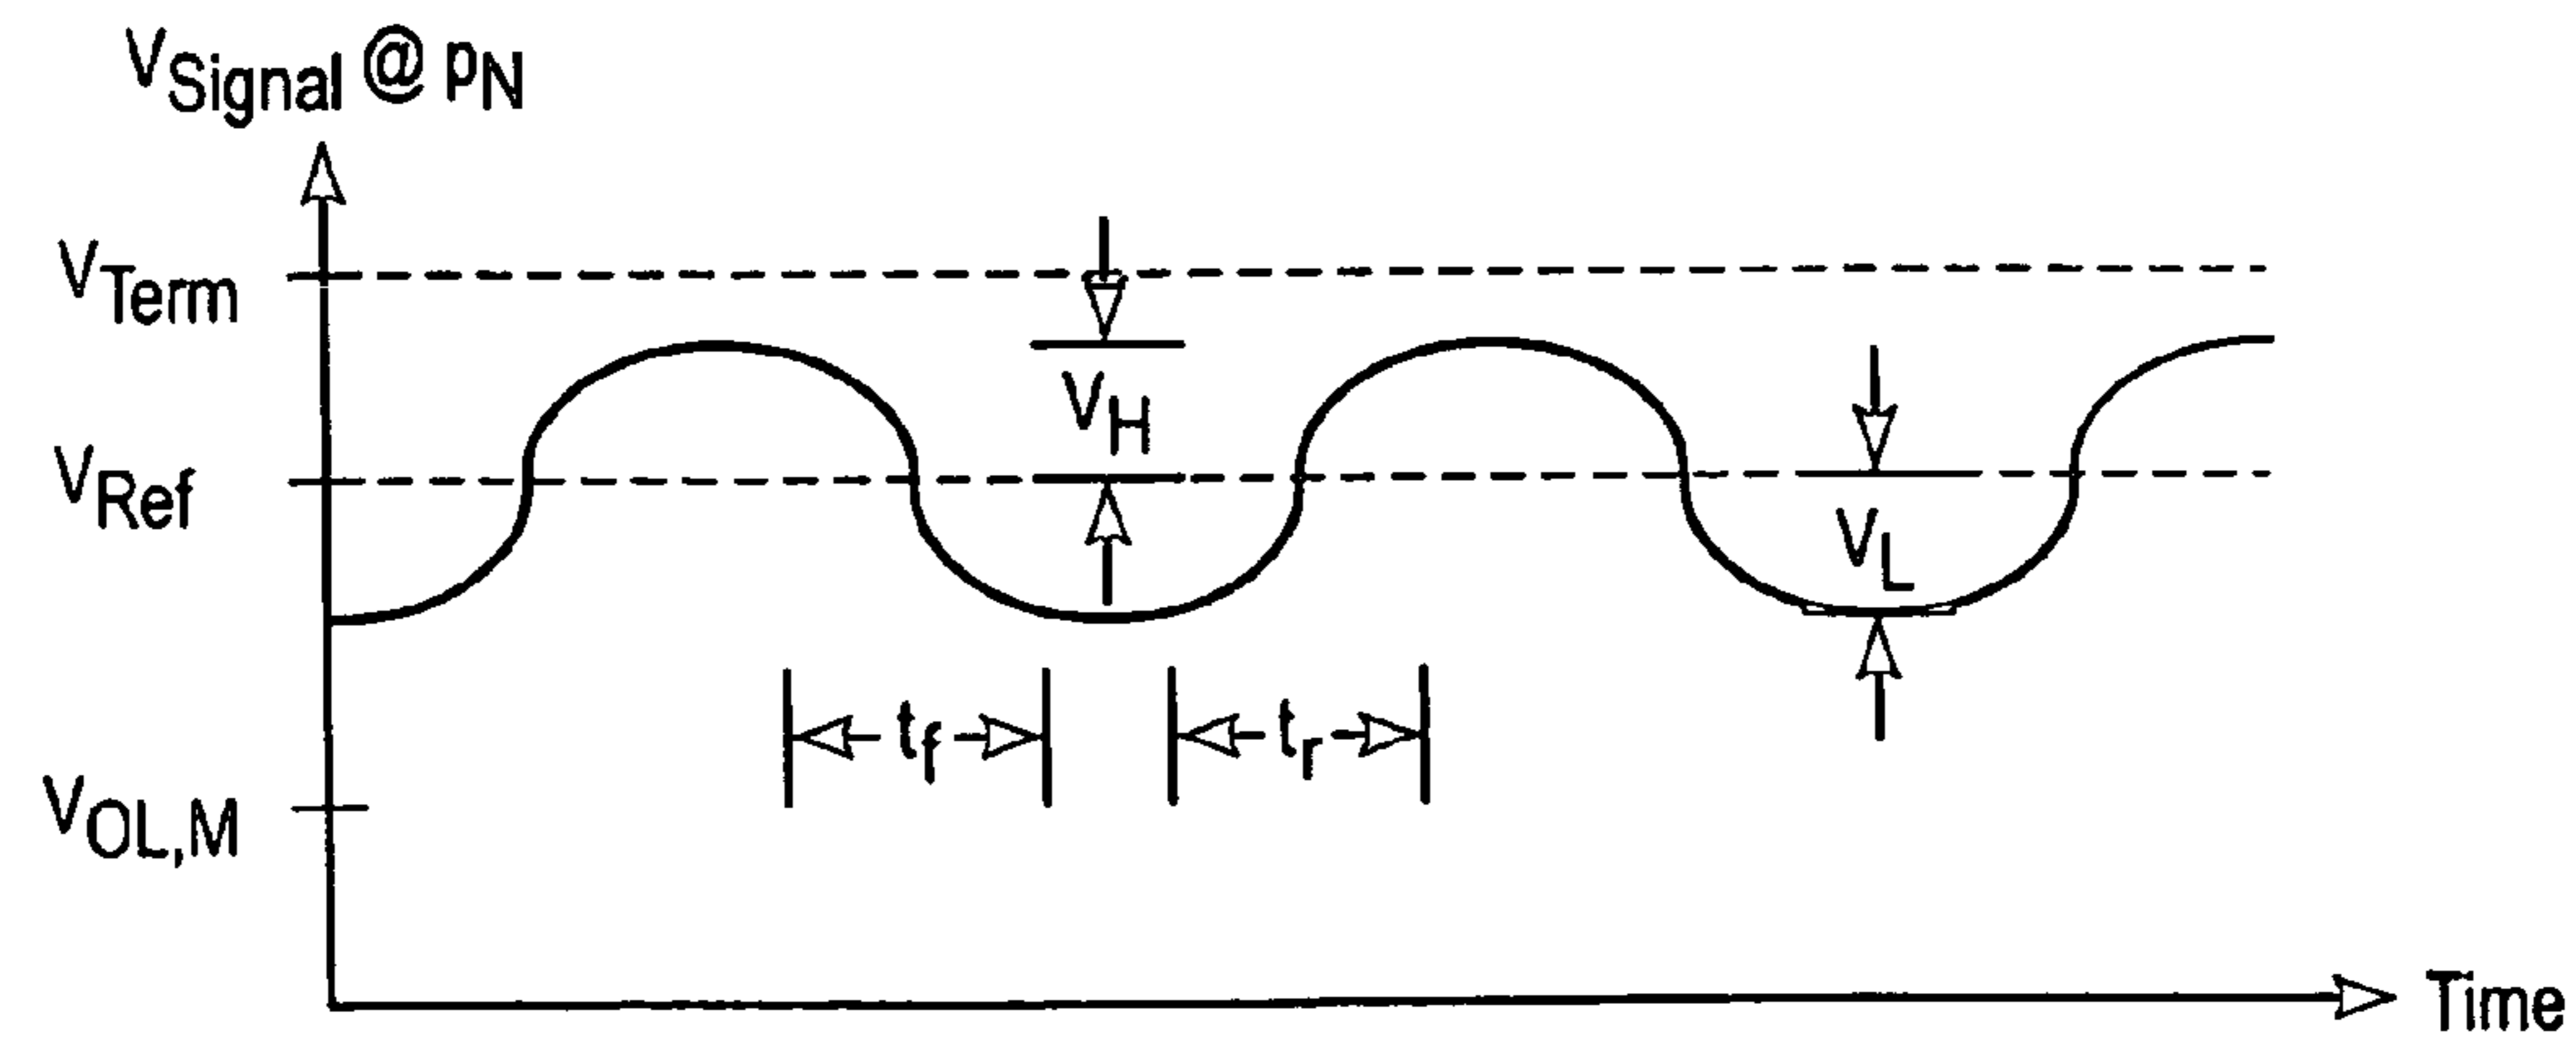 VSignal @ pN
VTerm
VH
VRef
VL
tf
tr
VOL,M
Time